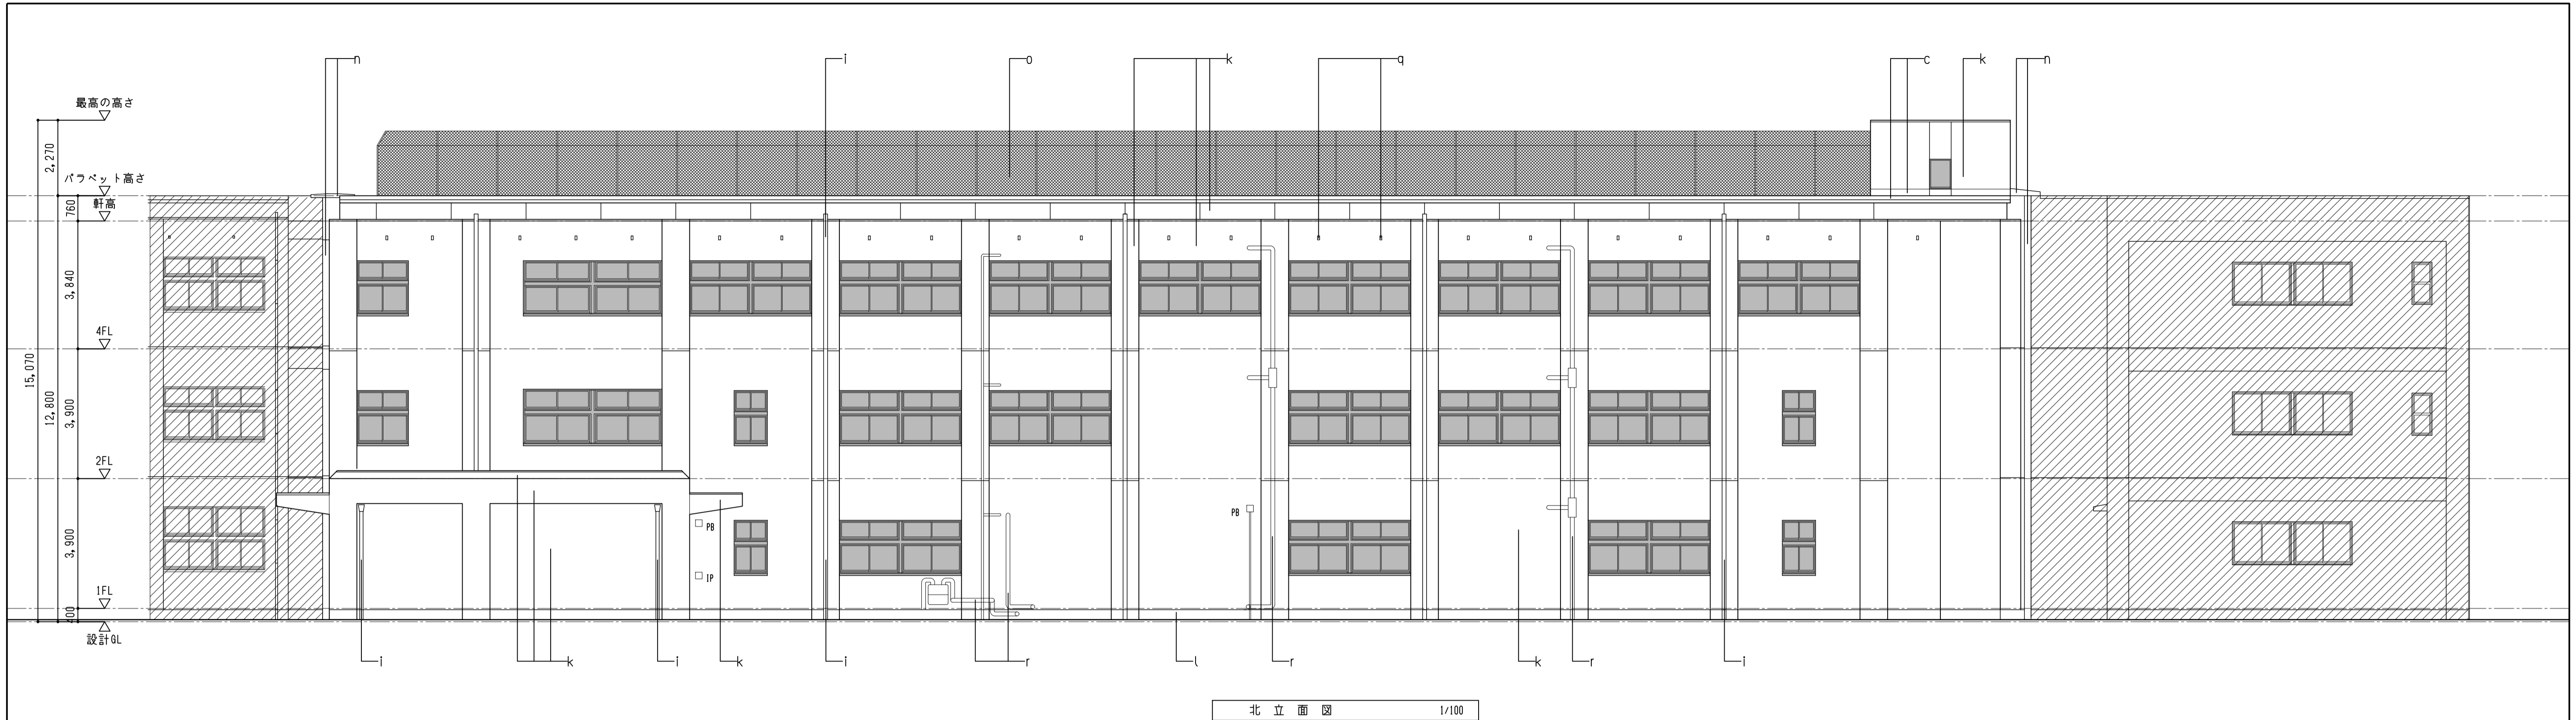 n i o k q c k n
最高の高さ
2,270
パラペット高さ
760
軒高
3,840
4FL
15,070
12,800
3,900
2FL
PB
PB
3,900
IP
1FL
400
設計GL
i k i k i r l r k r i
北立面図 1/100